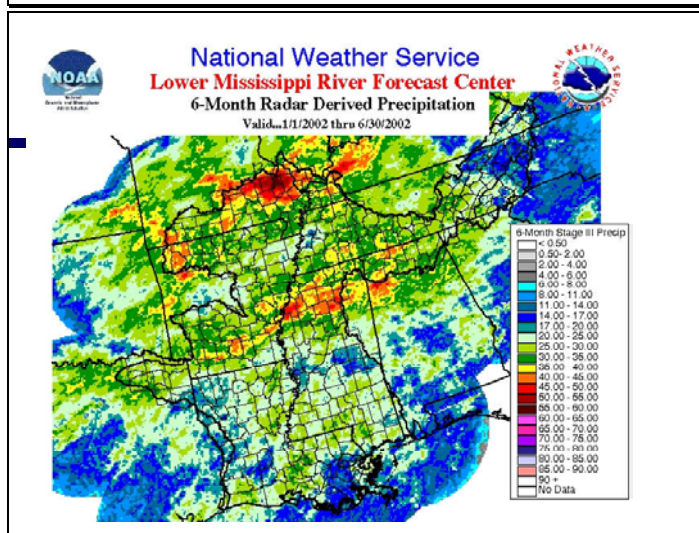 NOAA
National Weather Service
Lower Mississippi River Forecast Center
6-Month Radar Derived Precipitation
Valid...1/1/2002 thru 6/30/2002
NATIONAL WEATHER SERVICE
6-Month Stage III Precip
< 0.50
0.50- 2.00
2.00 - 4.00
4.00 - 6.00
6.00 - 8.00
8.00 - 11.00
11.00 - 14.00
14.00 - 17.00
17.00 - 20.00
20.00 - 25.00
25.00 - 30.00
30.00 - 35.00
35.00 - 40.00
40.00 - 45.00
45.00 - 50.00
50.00 - 55.00
55.00 - 60.00
60.00 - 65.00
65.00 - 70.00
70.00 - 75.00
75.00 - 80.00
80.00 - 85.00
85.00 - 90.00
90 +
No Data